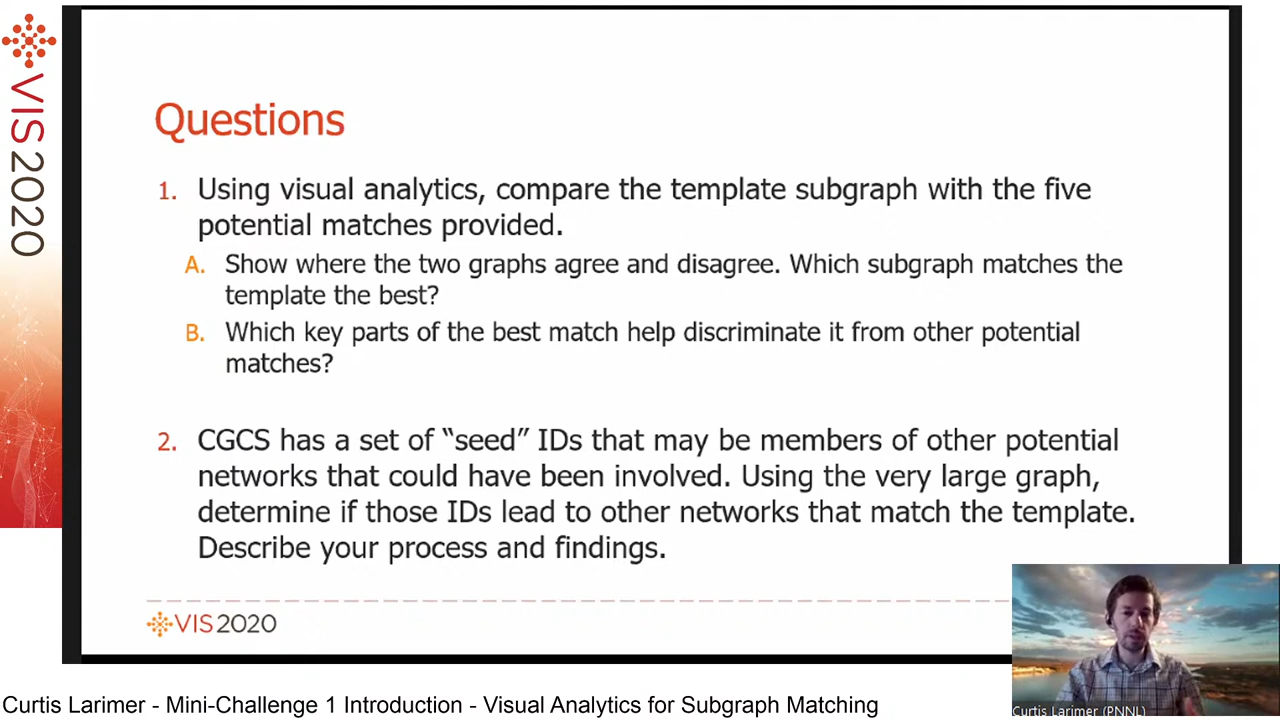 VIS2020
Questions
1. Using visual analytics, compare the template subgraph with the five
potential matches provided.
A. Show where the two graphs agree and disagree. Which subgraph matches the
template the best?
B. Which key parts of the best match help discriminate it from other potential
matches?
2. CGCS has a set of “seed” IDs that may be members of other potential
networks that could have been involved. Using the very large graph,
determine if those IDs lead to other networks that match the template.
Describe your process and findings.
VIS2020
Curtis Larimer (PNNL)
Curtis Larimer - Mini-Challenge 1 Introduction - Visual Analytics for Subgraph Matching